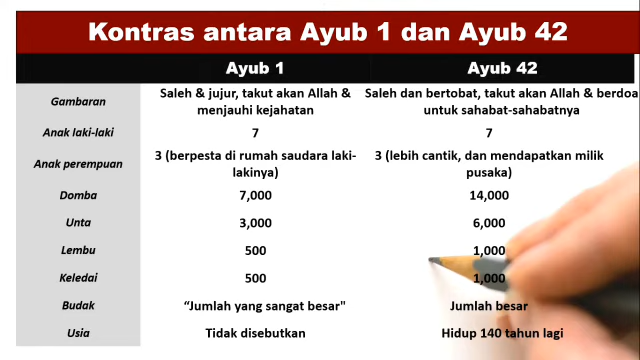 Kontras antara Ayub 1 dan Ayub 42
Ayub 1 Ayub 42
Gambaran Saleh & jujur, takut akan Allah & menjauhi kejahatan Saleh dan bertobat, takut akan Allah & berdoa untuk sahabat-sahabatnya
Anak laki-laki 7 7
Anak perempuan 3 (berpesta di rumah saudara laki-lakinya) 3 (lebih cantik, dan mendapatkan milik pusaka)
Domba 7,000 14,000
Unta 3,000 6,000
Lembu 500 1,000
Keledai 500 1,000
Budak “Jumlah yang sangat besar" Jumlah besar
Usia Tidak disebutkan Hidup 140 tahun lagi